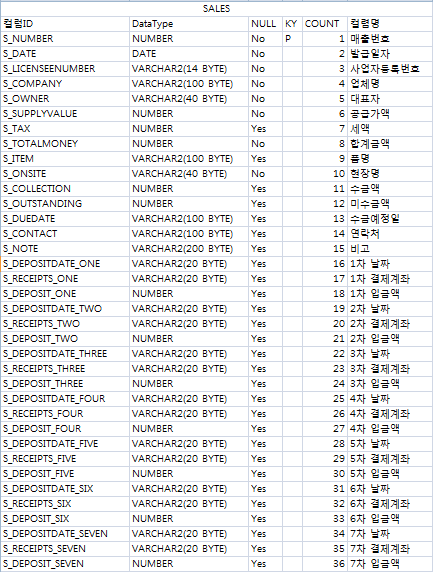 SALES
컬럼ID DataType NULL KY COUNT 컬렴명
S_NUMBER NUMBER No P 1 매출번호
S_DATE DATE No 2 발급일자
S_LICENSEENUMBER VARCHAR2(14 BYTE) No 3 사업자등록번호
S_COMPANY VARCHAR2(100 BYTE) No 4 업체명
S_OWNER VARCHAR2(40 BYTE) No 5 대표자
S_SUPPLYVALUE NUMBER No 6 공급가액
S_TAX NUMBER Yes 7 세액
S_TOTALMONEY NUMBER No 8 합계금액
S_ITEM VARCHAR2(100 BYTE) Yes 9 품명
S_ONSITE VARCHAR2(40 BYTE) No 10 현장명
S_COLLECTION NUMBER Yes 11 수금액
S_OUTSTANDING NUMBER Yes 12 미수금액
S_DUEDATE VARCHAR2(100 BYTE) Yes 13 수금예정일
S_CONTACT VARCHAR2(100 BYTE) Yes 14 연락처
S_NOTE VARCHAR2(200 BYTE) Yes 15 비고
S_DEPOSITDATE_ONE VARCHAR2(20 BYTE) Yes 16 1차 날짜
S_RECEIPTS_ONE VARCHAR2(20 BYTE) Yes 17 1차 결제계좌
S_DEPOSIT_ONE NUMBER Yes 18 1차 입금액
S_DEPOSITDATE_TWO VARCHAR2(20 BYTE) Yes 19 2차 날짜
S_RECEIPTS_TWO VARCHAR2(20 BYTE) Yes 20 2차 결제계좌
S_DEPOSIT_TWO NUMBER Yes 21 2차 입금액
S_DEPOSITDATE_THREE VARCHAR2(20 BYTE) Yes 22 3차 날짜
S_RECEIPTS_THREE VARCHAR2(20 BYTE) Yes 23 3차 결제계좌
S_DEPOSIT_THREE NUMBER Yes 24 3차 입금액
S_DEPOSITDATE_FOUR VARCHAR2(20 BYTE) Yes 25 4차 날짜
S_RECEIPTS_FOUR VARCHAR2(20 BYTE) Yes 26 4차 결제계좌
S_DEPOSIT_FOUR NUMBER Yes 27 4차 입금액
S_DEPOSITDATE_FIVE VARCHAR2(20 BYTE) Yes 28 5차 날짜
S_RECEIPTS_FIVE VARCHAR2(20 BYTE) Yes 29 5차 결제계좌
S_DEPOSIT_FIVE NUMBER Yes 30 5차 입금액
S_DEPOSITDATE_SIX VARCHAR2(20 BYTE) Yes 31 6차 날짜
S_RECEIPTS_SIX VARCHAR2(20 BYTE) Yes 32 6차 결제계좌
S_DEPOSIT_SIX NUMBER Yes 33 6차 입금액
S_DEPOSITDATE_SEVEN VARCHAR2(20 BYTE) Yes 34 7차 날짜
S_RECEIPTS_SEVEN VARCHAR2(20 BYTE) Yes 35 7차 결제계좌
S_DEPOSIT_SEVEN NUMBER Yes 36 7차 입금액